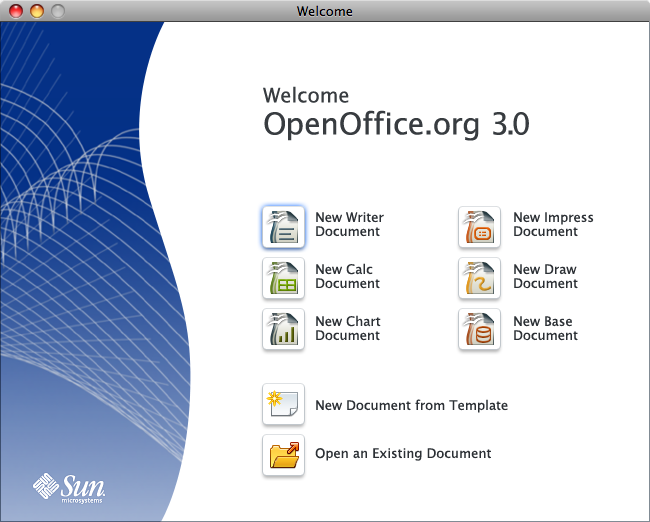 Welcome
Welcome
OpenOffice.org 3.0
New Writer
Document
New Impress
Document
New Calc
Document
New Draw
Document
New Chart
Document
New Base
Document
New Document from Template
Open an Existing Document
Sun
microsystems